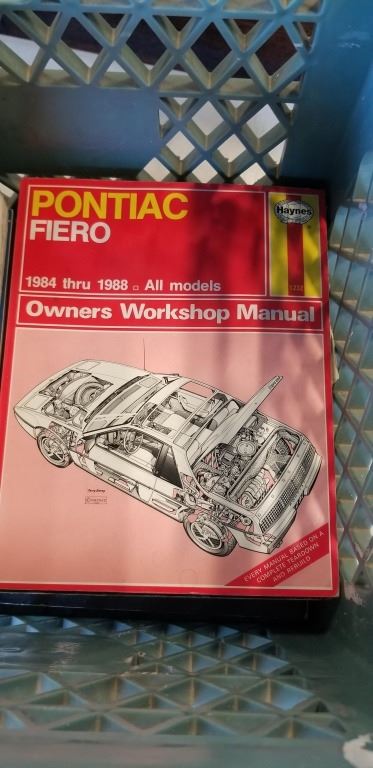 PONTIAC
FIERO
Haynes
1984 thru 1988 □ All models
Owners Workshop Manual
EVERY MANUAL BASED ON A
COMPLETE TEARDOWN
AND REBUILD